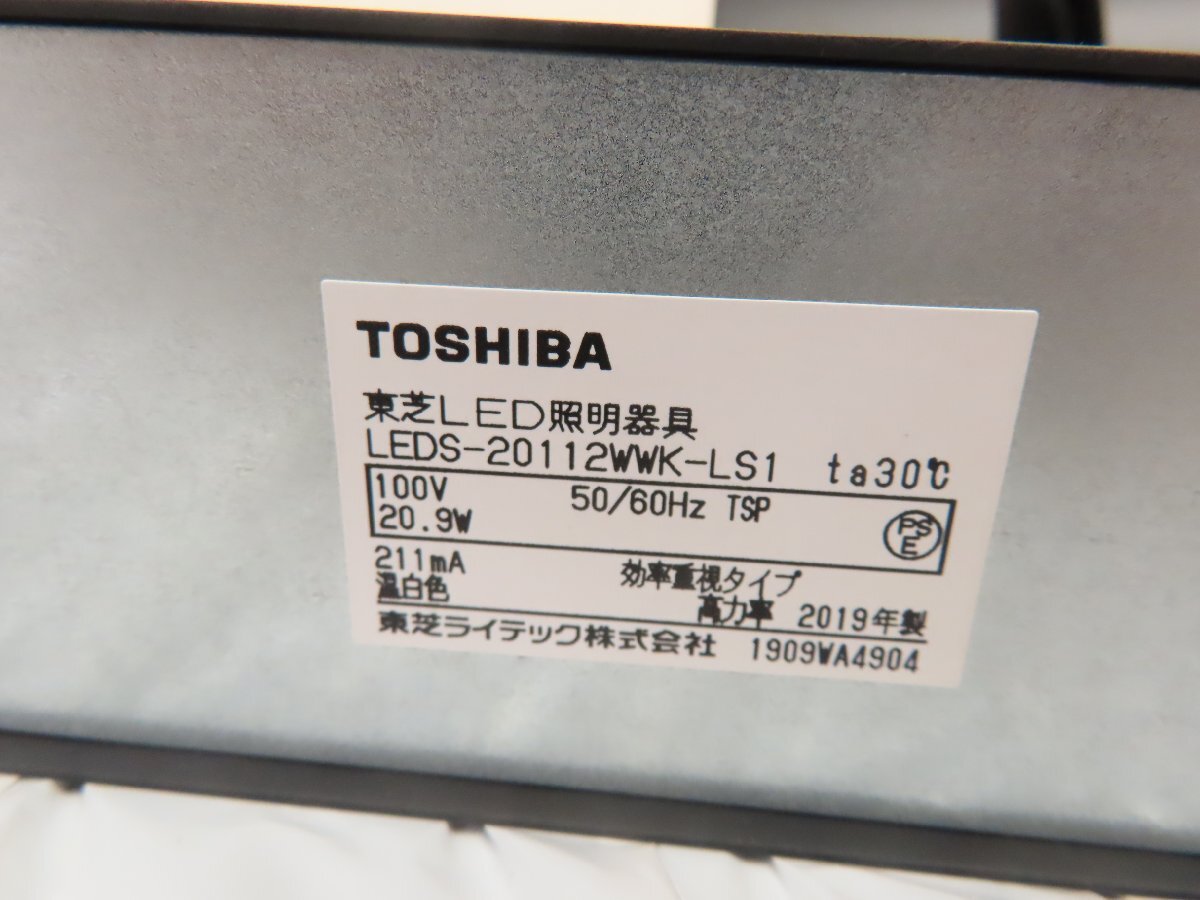 TOSHIBA
東芝LED照明器具
LEDS-20112WWK-LS1 ta30℃
100V 50/60Hz TSP
20.9W PSE
211mA 効率重視タイプ
温白色 高力率 2019年製
東芝ライテック株式会社 1909WA4904